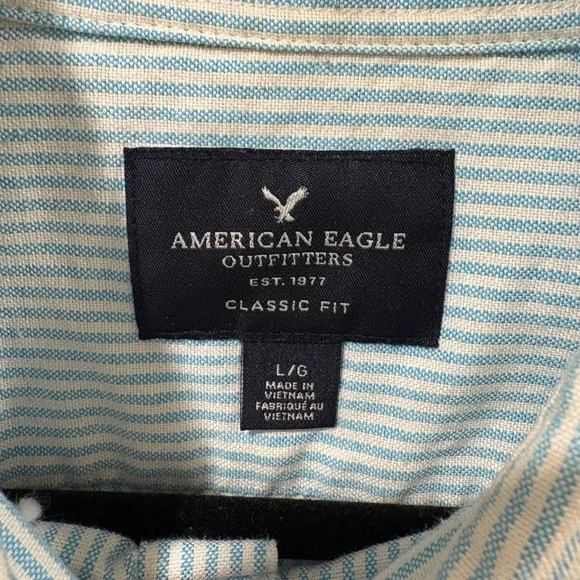 AMERICAN EAGLE
OUTFITTERS
EST. 1977
CLASSIC FIT
L/G
MADE IN
VIETNAM
FABRIQUÉ AU
VIETNAM